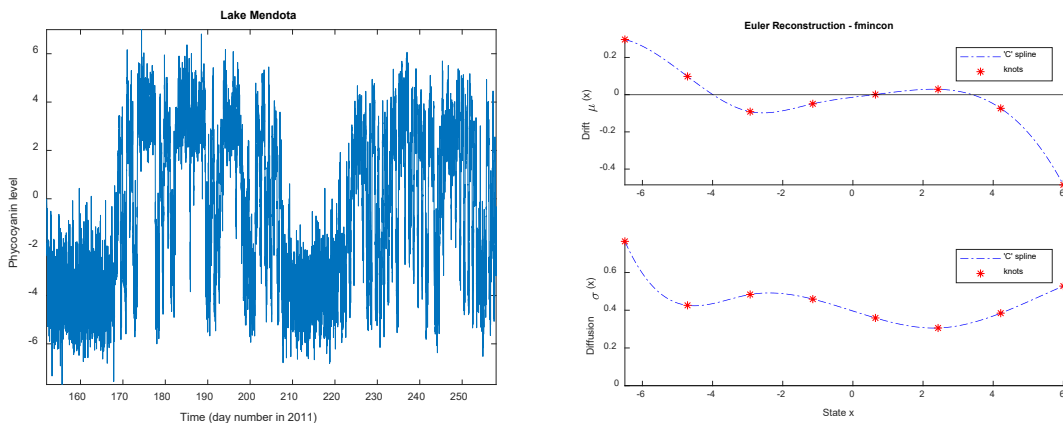 Lake Mendota
Phycocyann level
6
4
2
0
-2
-4
-6
160 170 180 190 200 210 220 230 240 250
Time (day number in 2011)
Euler Reconstruction - fmincon
Drift μ (x)
0.2
0
-0.2
-0.4
'C' spline
knots
-6 -4 -2 0 2 4 6
Diffusion σ (x)
0.6
0.4
0.2
0
'C' spline
knots
-6 -4 -2 0 2 4 6
State x